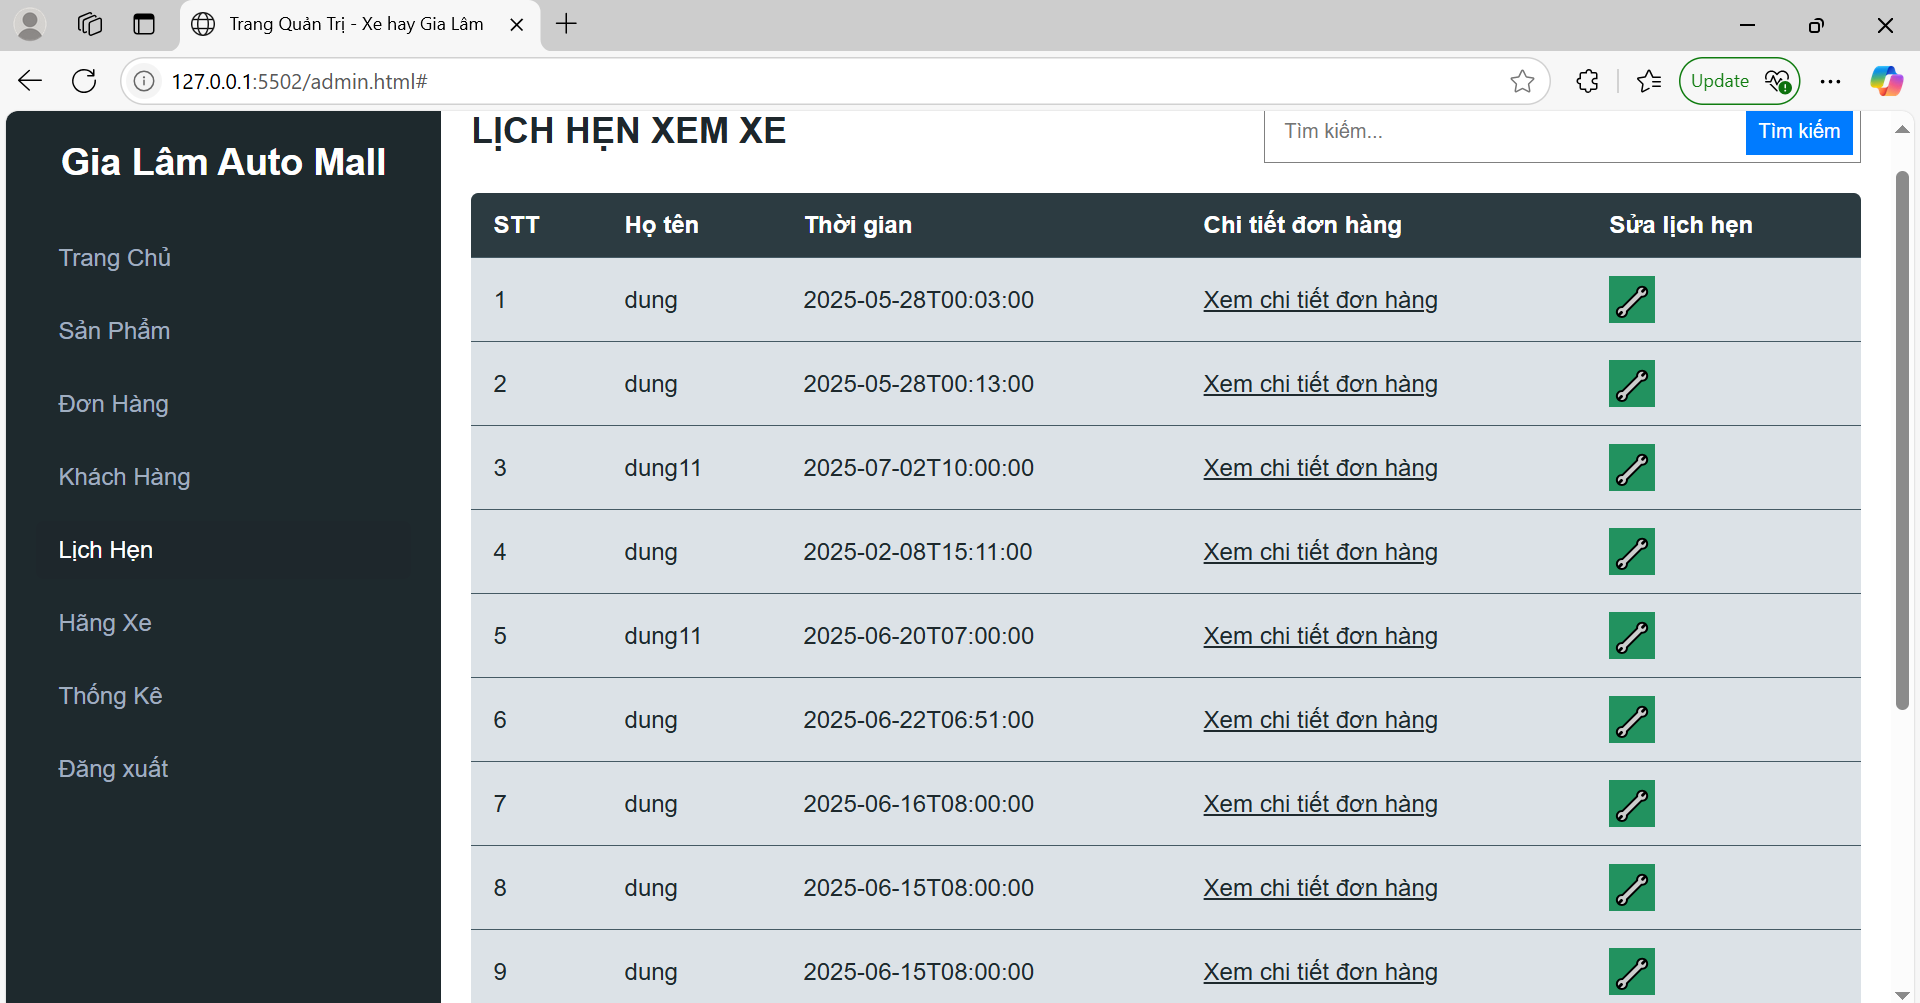 Trang Quản Trị - Xe hay Gia Lâm
127.0.0.1:5502/admin.html#
Update
Gia Lâm Auto Mall
Trang Chủ
Sản Phẩm
Đơn Hàng
Khách Hàng
Lịch Hẹn
Hãng Xe
Thống Kê
Đăng xuất
LỊCH HẸN XEM XE
Tìm kiếm... Tìm kiếm
STT Họ tên Thời gian Chi tiết đơn hàng Sửa lịch hẹn
1 dung 2025-05-28T00:03:00 Xem chi tiết đơn hàng
2 dung 2025-05-28T00:13:00 Xem chi tiết đơn hàng
3 dung11 2025-07-02T10:00:00 Xem chi tiết đơn hàng
4 dung 2025-02-08T15:11:00 Xem chi tiết đơn hàng
5 dung11 2025-06-20T07:00:00 Xem chi tiết đơn hàng
6 dung 2025-06-22T06:51:00 Xem chi tiết đơn hàng
7 dung 2025-06-16T08:00:00 Xem chi tiết đơn hàng
8 dung 2025-06-15T08:00:00 Xem chi tiết đơn hàng
9 dung 2025-06-15T08:00:00 Xem chi tiết đơn hàng